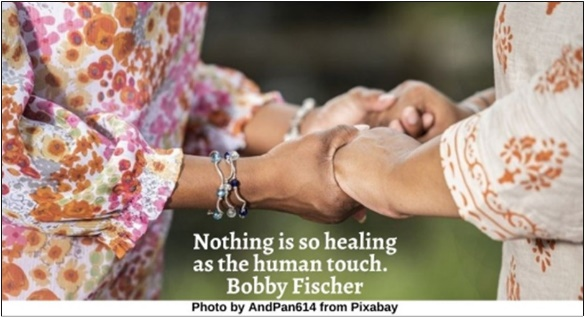 Nothing is so healing
as the human touch.
Bobby Fischer
Photo by AndPan614 from Pixabay